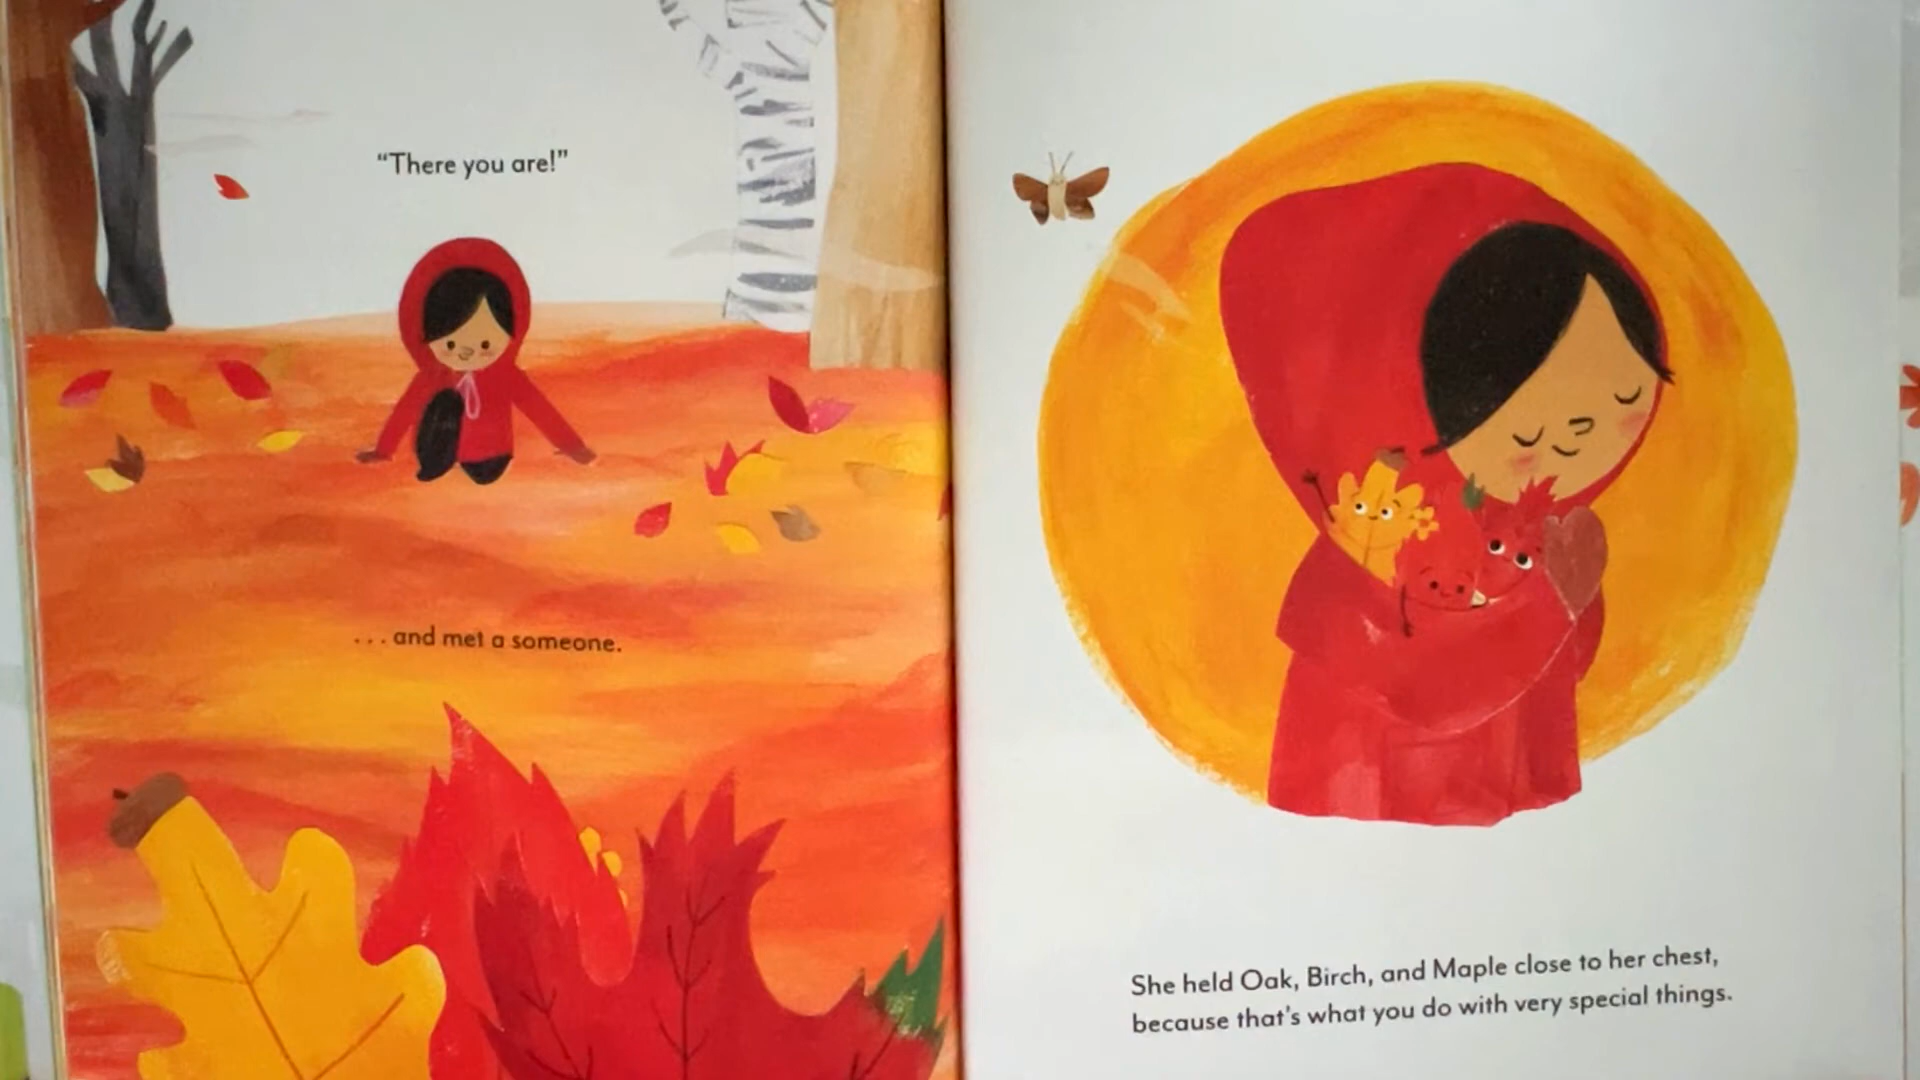 “There you are!”
. . . and met a someone.
She held Oak, Birch, and Maple close to her chest,
because that’s what you do with very special things.